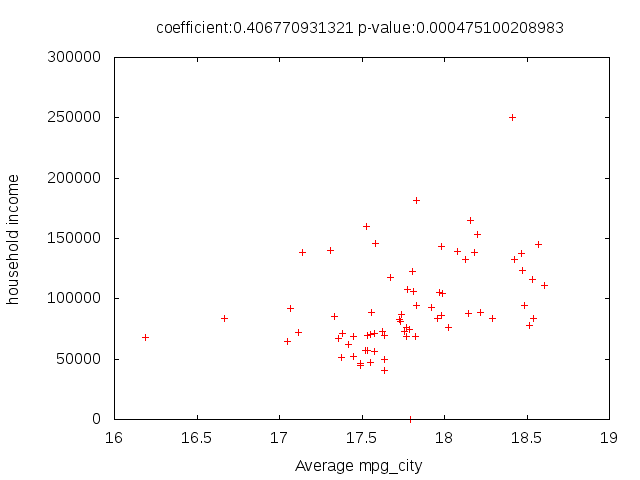 coefficient:0.406770931321 p-value:0.000475100208983
300000
250000
200000
150000
100000
50000
0
household income
16 16.5 17 17.5 18 18.5 19
Average mpg_city